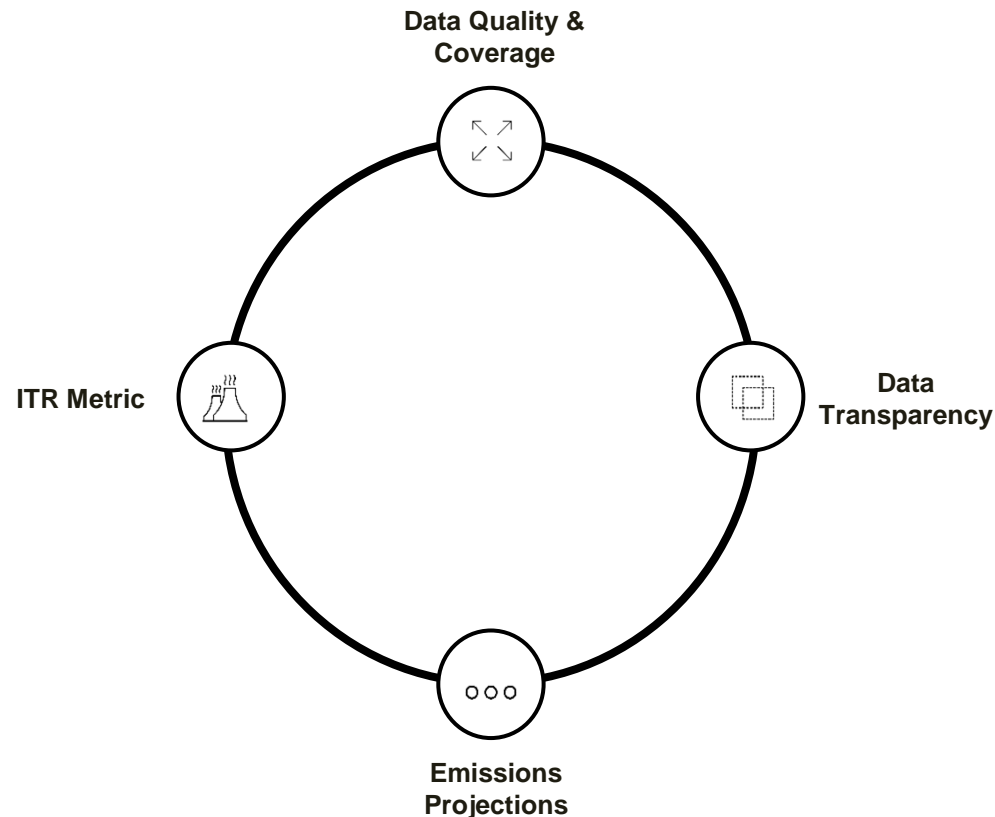 Data Quality &
Coverage
ITR Metric
Data
Transparency
Emissions
Projections